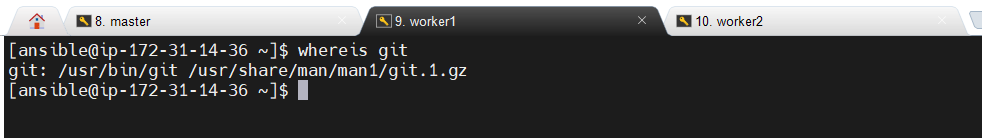 8. master
9. worker1
10. worker2
[ansible@ip-172-31-14-36 ~]$ whereis git
git: /usr/bin/git /usr/share/man/man1/git.1.gz
[ansible@ip-172-31-14-36 ~]$